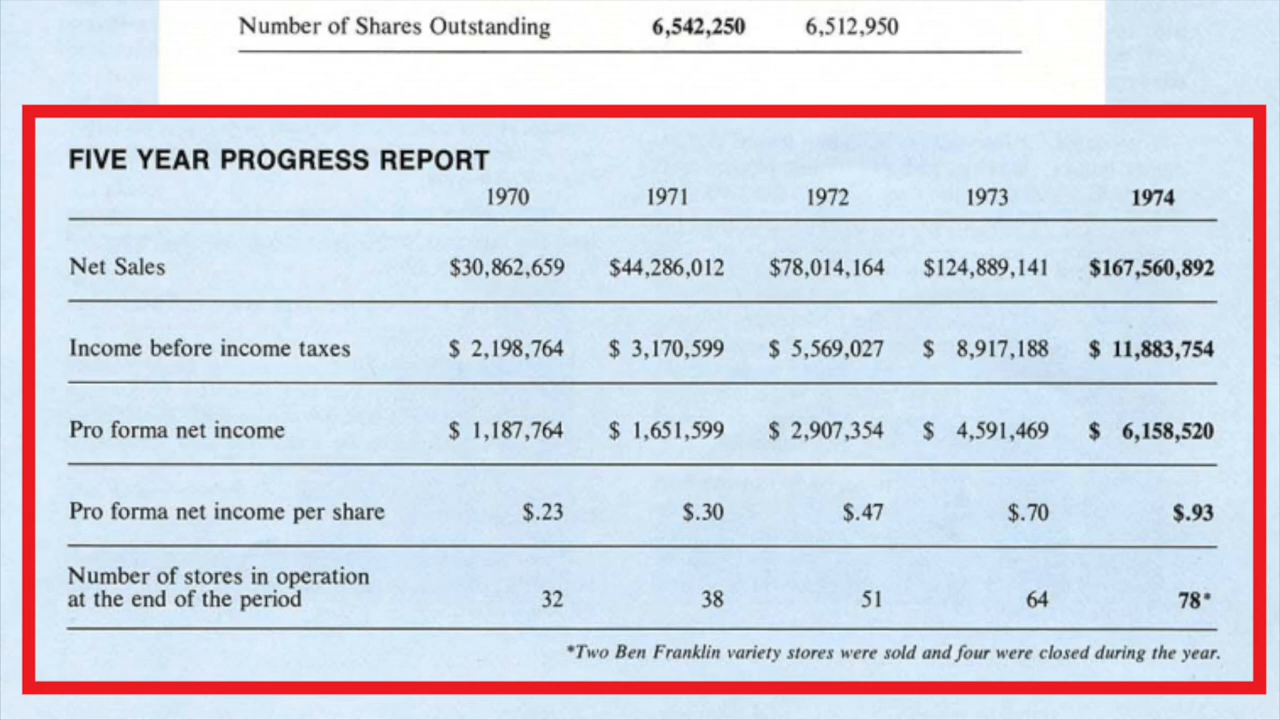 Number of Shares Outstanding 6,542,250 6,512,950
FIVE YEAR PROGRESS REPORT
1970 1971 1972 1973 1974
Net Sales $30,862,659 $44,286,012 $78,014,164 $124,889,141 $167,560,892
Income before income taxes $ 2,198,764 $ 3,170,599 $ 5,569,027 $ 8,917,188 $ 11,883,754
Pro forma net income $ 1,187,764 $ 1,651,599 $ 2,907,354 $ 4,591,469 $ 6,158,520
Pro forma net income per share $.23 $.30 $.47 $.70 $.93
Number of stores in operation
at the end of the period 32 38 51 64 78*
*Two Ben Franklin variety stores were sold and four were closed during the year.